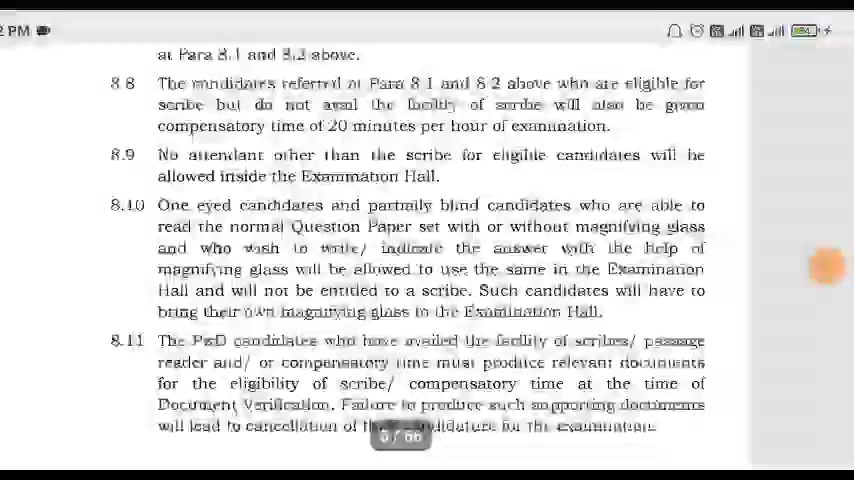 2 PM
84
at Para 8.1 and 8.2 above.
8.8 The candidates referred at Para 8.1 and 8.2 above who are eligible for
scribe but do not avail the facility of scribe will also be given
compensatory time of 20 minutes per hour of examination.
8.9 No attendant other than the scribe for eligible candidates will be
allowed inside the Examination Hall.
8.10 One eyed candidates and partially blind candidates who are able to
read the normal Question Paper set with or without magnifying glass
and who wish to write/ indicate the answer with the help of
magnifying glass will be allowed to use the same in the Examination
Hall and will not be entitled to a scribe. Such candidates will have to
bring their own magnifying glass to the Examination Hall.
8.11 The PwD candidates who have availed the facility of scribes/ passage
reader and/ or compensatory time must produce relevant documents
for the eligibility of scribe/ compensatory time at the time of
Document Verification. Failure to produce such supporting documents
will lead to cancellation of their candidature for the examination.
6 / 66